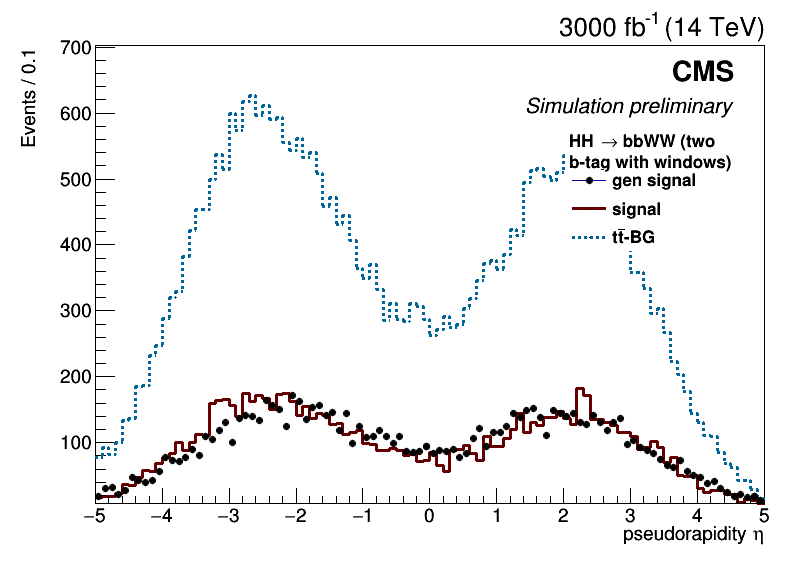 3000 fb⁻¹ (14 TeV)
CMS
Simulation preliminary
HH → bbWW (two
b-tag with windows)
gen signal
signal
tt̄-BG
Events / 0.1
700
600
500
400
300
200
100
−5 −4 −3 −2 −1 0 1 2 3 4 5
pseudorapidity η